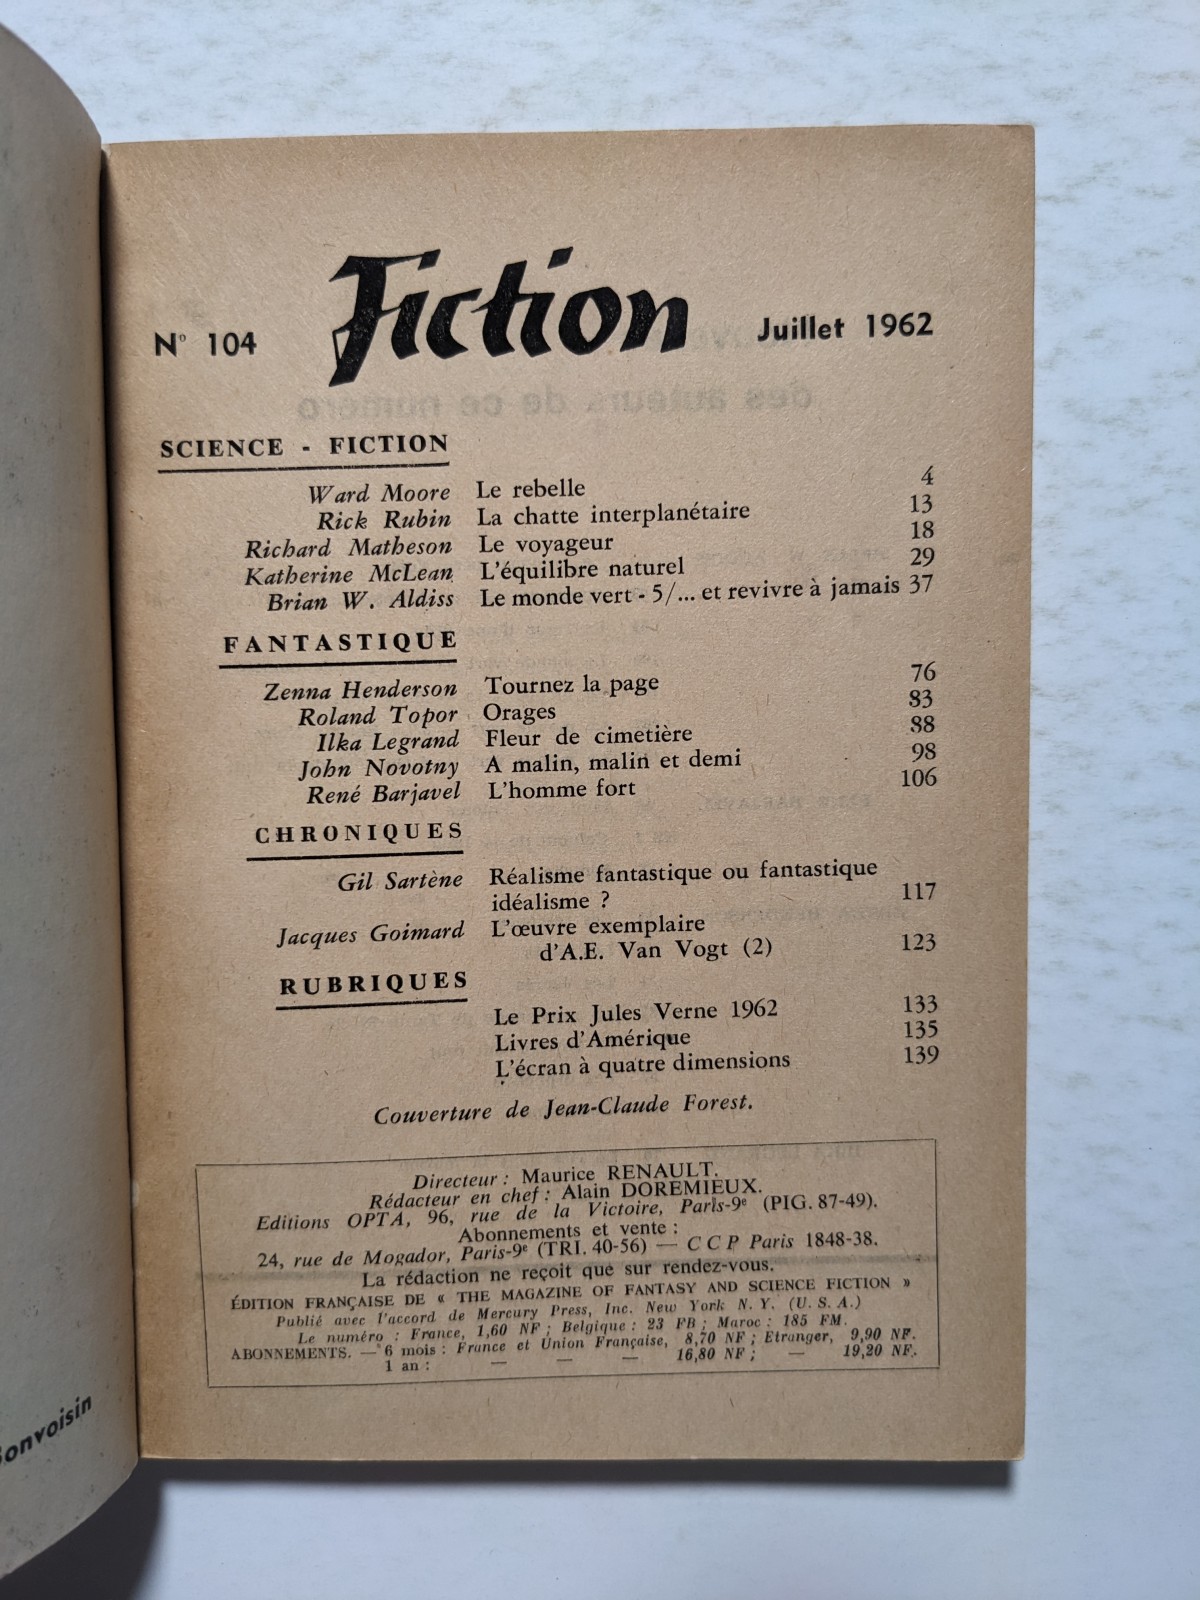 N° 104
Fiction
Juillet 1962
SCIENCE - FICTION
Ward Moore Le rebelle 4
Rick Rubin La chatte interplanétaire 13
Richard Matheson Le voyageur 18
Katherine McLean L'équilibre naturel 29
Brian W. Aldiss Le monde vert - 5/... et revivre à jamais 37
FANTASTIQUE
Zenna Henderson Tournez la page 76
Roland Topor Orages 83
Ilka Legrand Fleur de cimetière 88
John Novotny A malin, malin et demi 98
René Barjavel L'homme fort 106
CHRONIQUES
Gil Sartène Réalisme fantastique ou fantastique
idéalisme ? 117
Jacques Goimard L'œuvre exemplaire
d'A.E. Van Vogt (2) 123
RUBRIQUES
Le Prix Jules Verne 1962 133
Livres d'Amérique 135
L'écran à quatre dimensions 139
Couverture de Jean-Claude Forest.
Directeur : Maurice RENAULT.
Rédacteur en chef : Alain DOREMIEUX.
Editions OPTA, 96, rue de la Victoire, Paris-9e (PIG. 87-49).
Abonnements et vente :
24, rue de Mogador, Paris-9e (TRI. 40-56) — C C P Paris 1848-38.
La rédaction ne reçoit que sur rendez-vous.
ÉDITION FRANÇAISE DE « THE MAGAZINE OF FANTASY AND SCIENCE FICTION »
Publié avec l'accord de Mercury Press, Inc. New York N. Y. (U. S. A.)
Le numéro : France, 1,60 NF ; Belgique : 23 FB ; Maroc : 185 FM.
ABONNEMENTS. — 6 mois : France et Union Française, 8,70 NF ; Etranger, 9,90 NF.
1 an : — — — 16,80 NF ; — 19,20 NF.